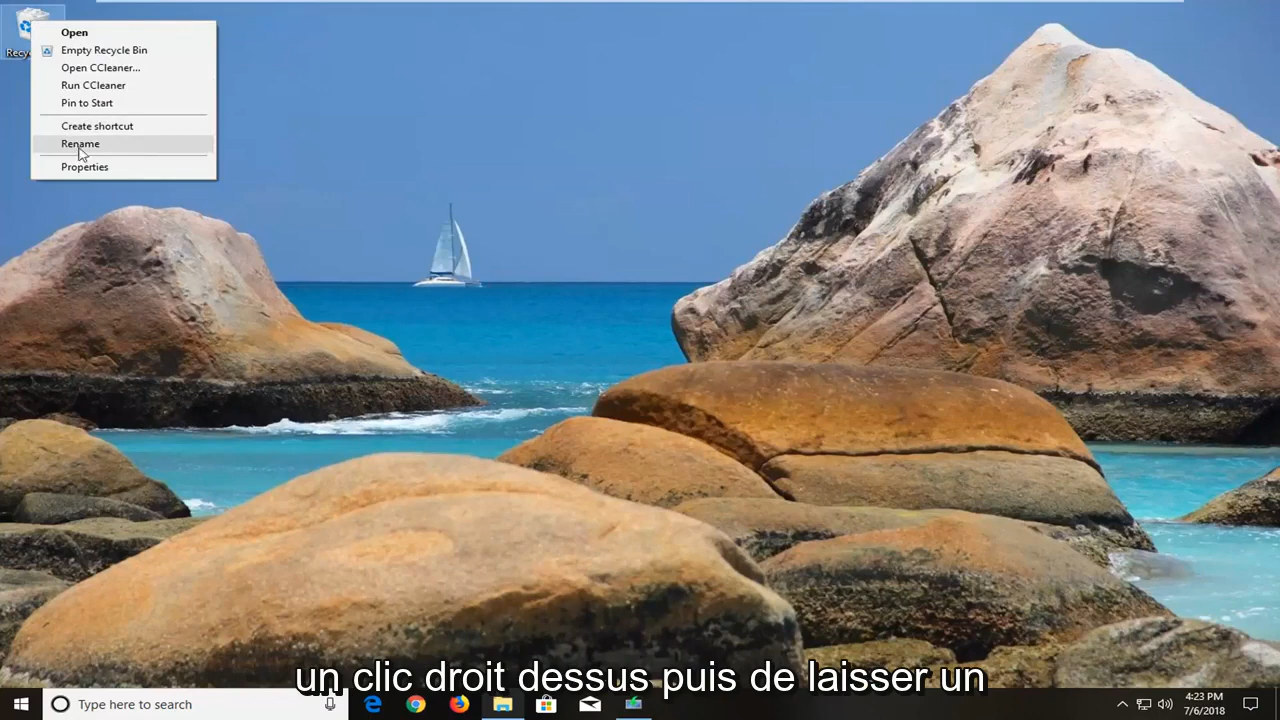 Open
Empty Recycle Bin
Open CCleaner...
Run CCleaner
Pin to Start
Create shortcut
Rename
Properties
un clic droit dessus puis de laisser un
Type here to search
4:23 PM
7/6/2018